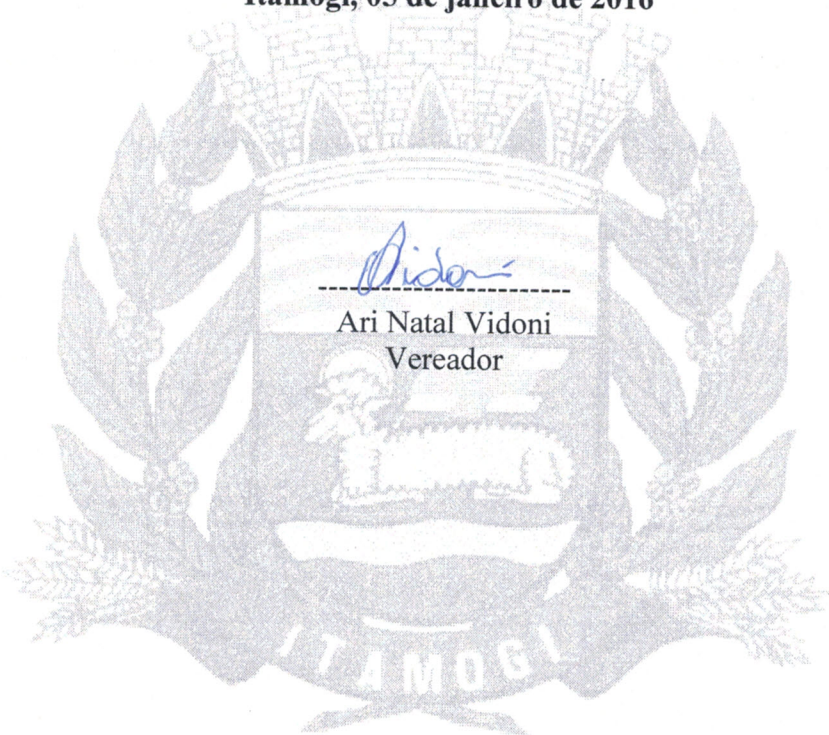 Itamogi, 05 de janeiro de 2016
Vidoni
Ari Natal Vidoni
Vereador
ITAMOGI